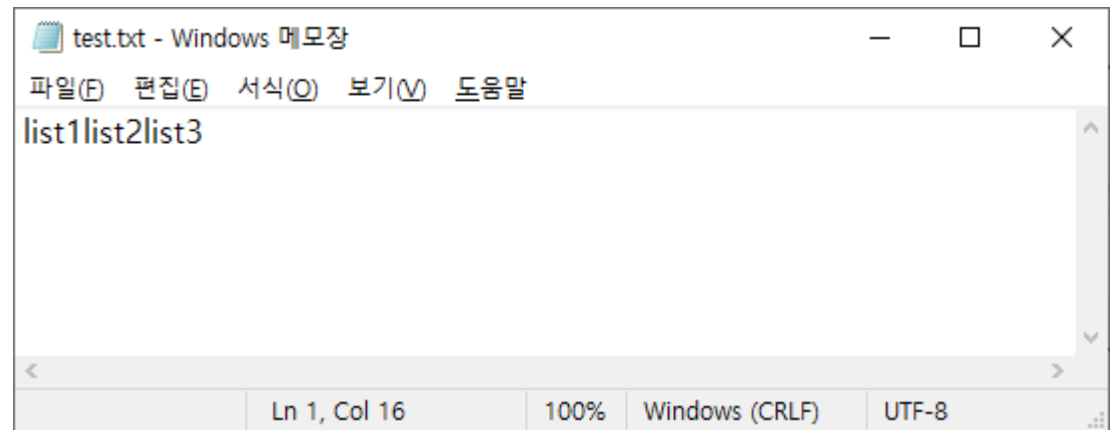 test.txt - Windows 메모장
파일(F) 편집(E) 서식(O) 보기(V) 도움말
list1list2list3
Ln 1, Col 16 100% Windows (CRLF) UTF-8